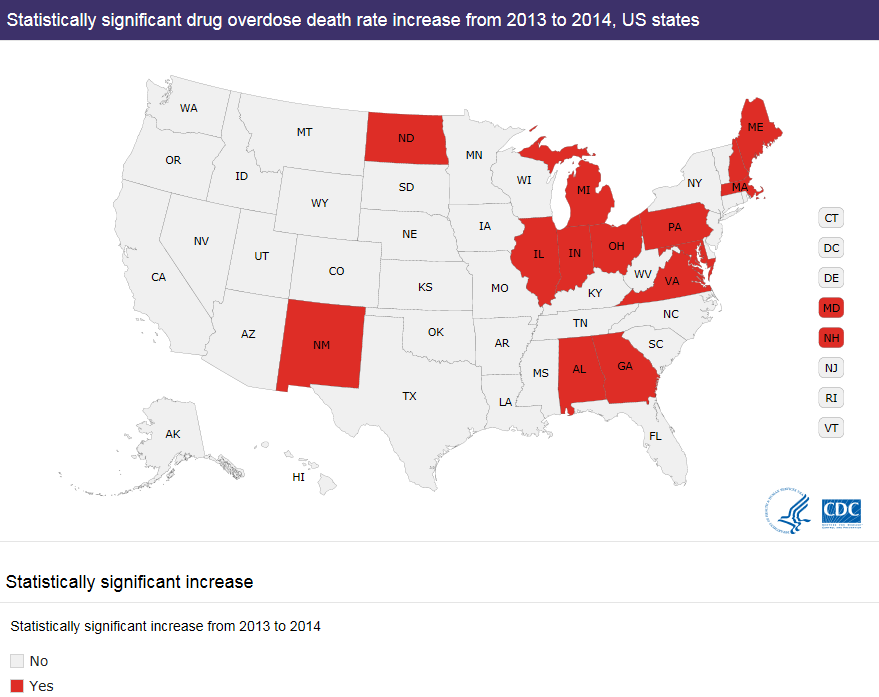 Statistically significant drug overdose death rate increase from 2013 to 2014, US states
WA
MT
ND
MN
ME
OR
ID
SD
WI
MI
NY
MA
WY
NE
IA
PA
CT
NV
UT
CO
IL
IN
OH
DC
CA
KS
MO
WV
VA
DE
KY
MD
AZ
NM
OK
AR
TN
NC
NH
TX
MS
AL
GA
SC
NJ
LA
RI
AK
FL
VT
HI
CDC
Statistically significant increase
Statistically significant increase from 2013 to 2014
No
Yes